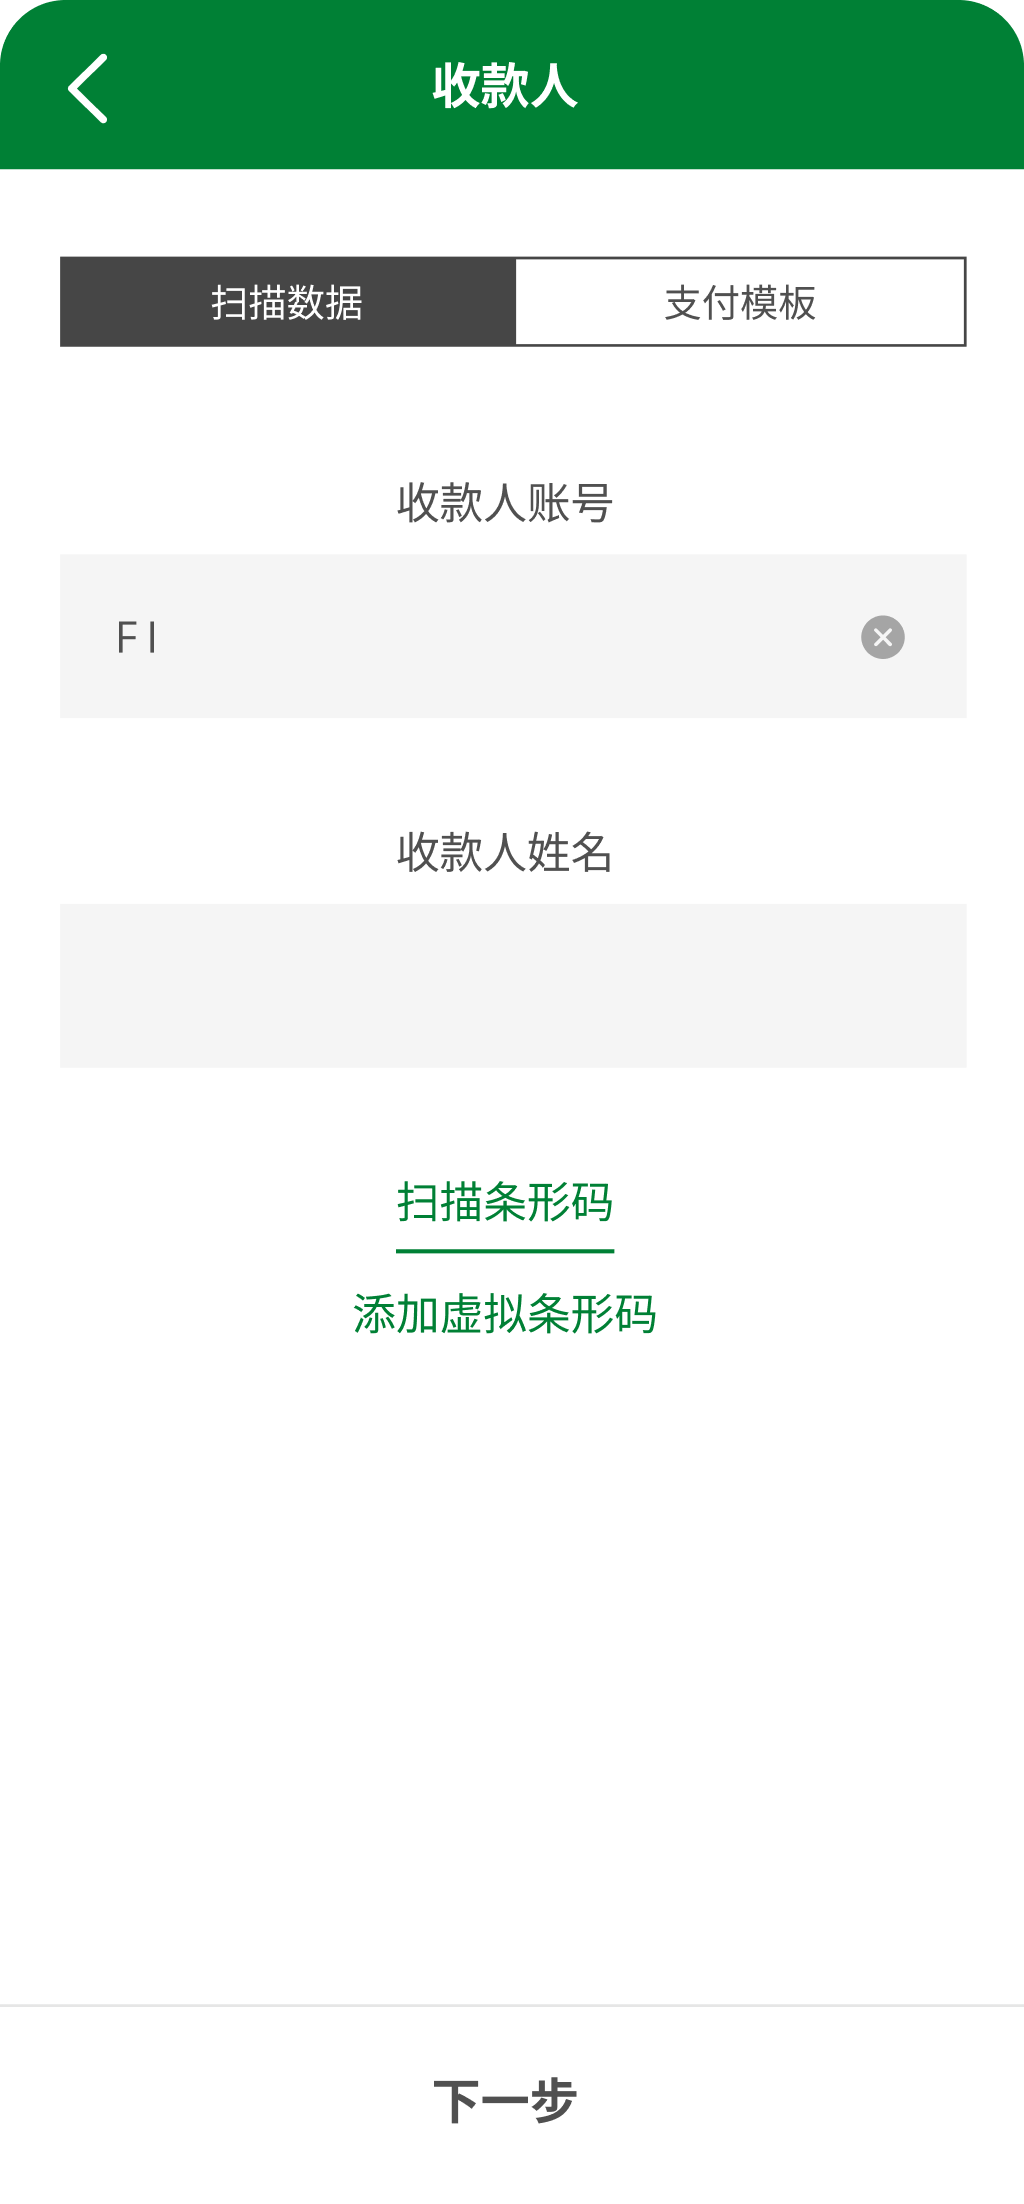 收款人
扫描数据
支付模板
收款人账号
FI
收款人姓名
扫描条形码
添加虚拟条形码
下一步